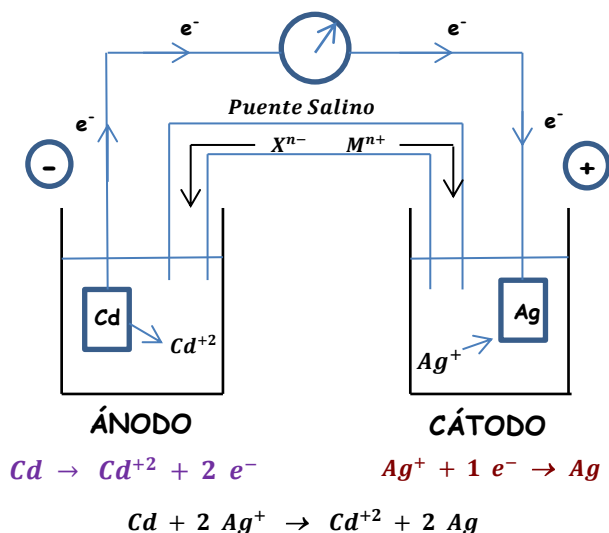 e⁻ e⁻
Puente Salino
e⁻ e⁻
Xⁿ⁻ Mⁿ⁺
- +
Cd Ag
Cd⁺² Ag⁺
ÁNODO CÁTODO
Cd → Cd⁺² + 2 e⁻ Ag⁺ + 1 e⁻ → Ag
Cd + 2 Ag⁺ → Cd⁺² + 2 Ag